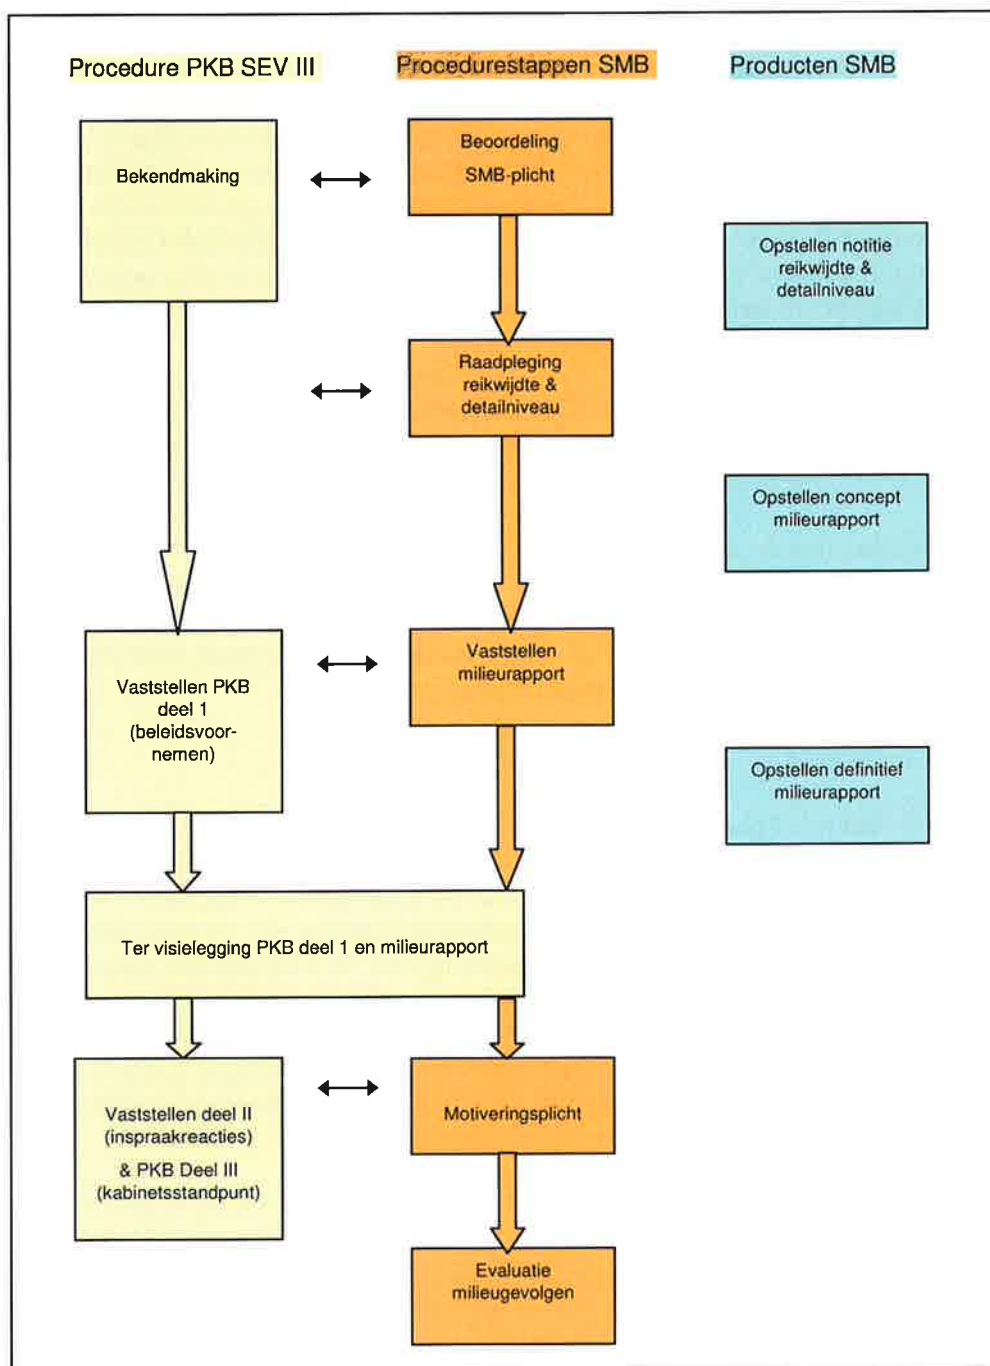 Procedure PKB SEV III
Procedurestappen SMB
Producten SMB
Bekendmaking
Beoordeling
SMB-plicht
Opstellen notitie
reikwijdte &
detailniveau
Raadpleging
reikwijdte &
detailniveau
Opstellen concept
milieurapport
Vaststellen PKB
deel 1
(beleidsvoor-
nemen)
Vaststellen
milieurapport
Opstellen definitief
milieurapport
Ter visielegging PKB deel 1 en milieurapport
Vaststellen deel II
(inspraakreacties)
& PKB Deel III
(kabinetsstandpunt)
Motiveringsplicht
Evaluatie
milieugevolgen